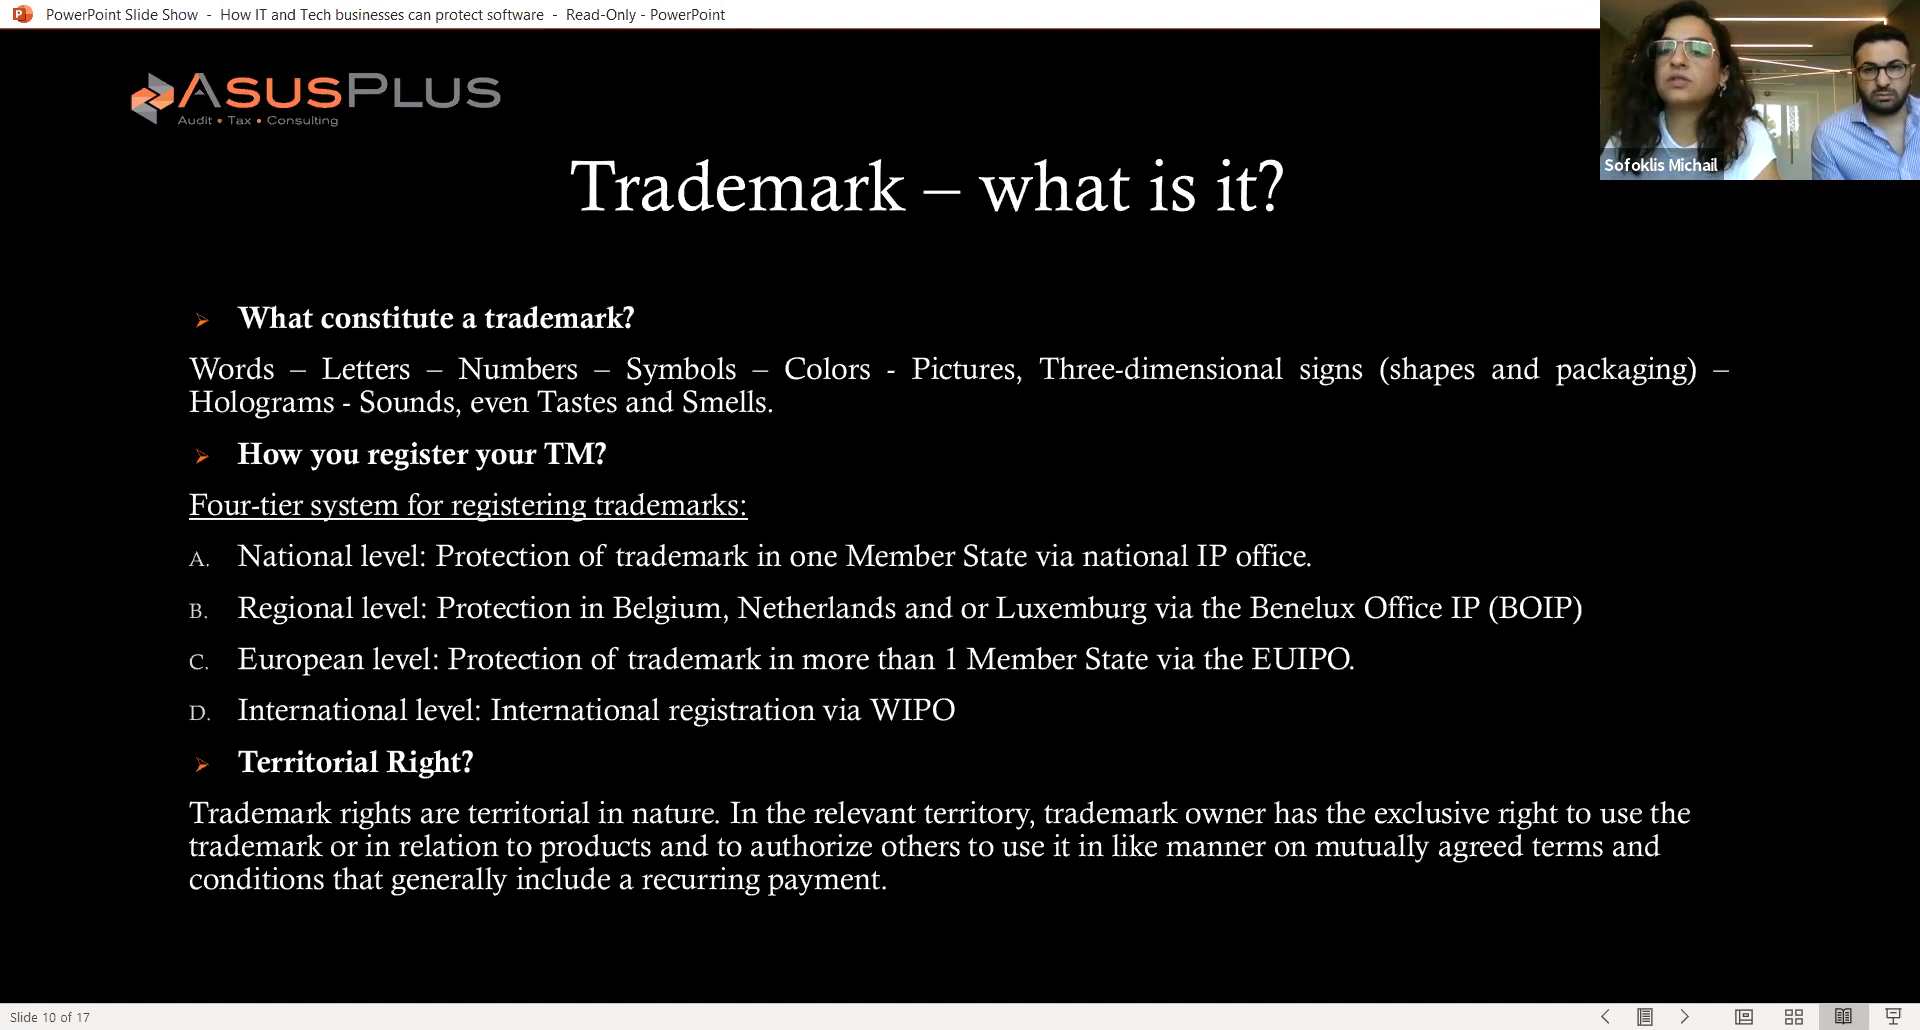 PowerPoint Slide Show - How IT and Tech businesses can protect software - Read-Only - PowerPoint
ASUSPLUS
Audit • Tax • Consulting
Sofoklis Michail
Trademark – what is it?
What constitute a trademark?
Words – Letters – Numbers – Symbols – Colors - Pictures, Three-dimensional signs (shapes and packaging) –
Holograms - Sounds, even Tastes and Smells.
How you register your TM?
Four-tier system for registering trademarks:
A. National level: Protection of trademark in one Member State via national IP office.
B. Regional level: Protection in Belgium, Netherlands and or Luxemburg via the Benelux Office IP (BOIP)
C. European level: Protection of trademark in more than 1 Member State via the EUIPO.
D. International level: International registration via WIPO
Territorial Right?
Trademark rights are territorial in nature. In the relevant territory, trademark owner has the exclusive right to use the
trademark or in relation to products and to authorize others to use it in like manner on mutually agreed terms and
conditions that generally include a recurring payment.
Slide 10 of 17